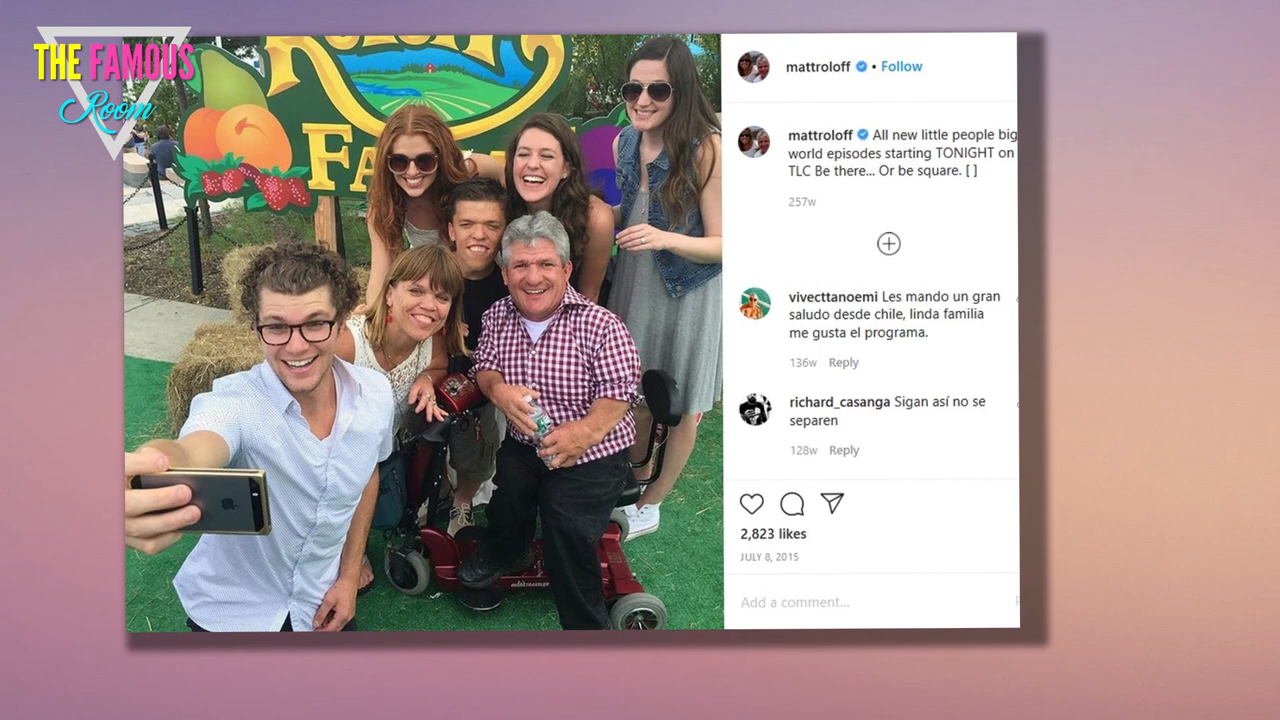 THE FAMOUS
Room
FA
mattroloff • Follow
mattroloff All new little people big
world episodes starting TONIGHT on
TLC Be there... Or be square. [ ]
257w
vivecttanoemi Les mando un gran
saludo desde chile, linda familia
me gusta el programa.
136w Reply
richard_casanga Sigan así no se
separen
128w Reply
2,823 likes
JULY 8, 2015
Add a comment...